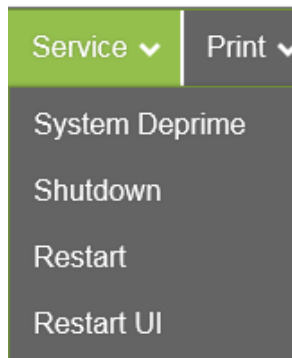 Service Print
System Deprime
Shutdown
Restart
Restart UI